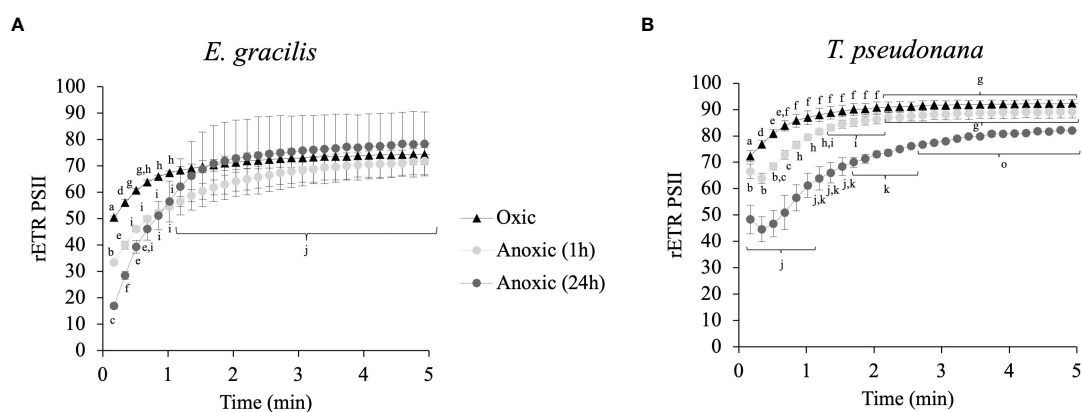 A
E. gracilis
100
90
80
70
60
50
40
30
20
10
0
rETR PSII
a
d
g
g,h
h
h
b
e
i
i
i
i
c
f
e
e,i
i
i
j
0 1 2 3 4 5
Time (min)
Oxic
Anoxic (1h)
Anoxic (24h)
B
T. pseudonana
100
90
80
70
60
50
40
30
20
10
0
rETR PSII
a
d
e
e,f
f f f f f f f
g
b
b
b,c
c
h
h
h,i
i
g
j
j,k
j,k
j,k
k
o
0 1 2 3 4 5
Time (min)